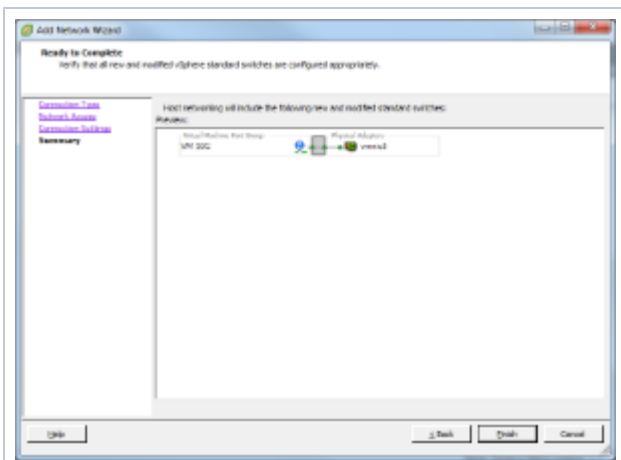 Add Network Wizard
Ready to Complete
Verify that all new and modified vSphere standard switches are configured appropriately.
Connection Type
Network Access
Connection Settings
Summary
Host networking will include the following new and modified standard switches:
Preview:
Virtual Machine Port Group
Physical Adapters
VM
Help
< Back
Finish
Cancel